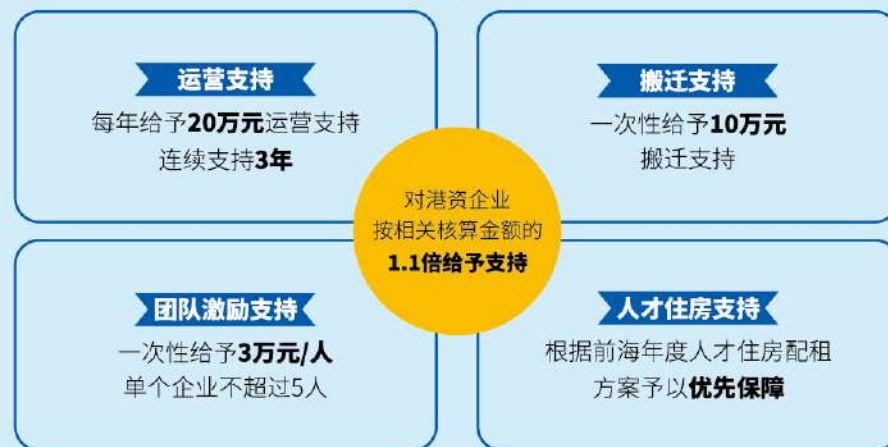 运营支持
每年给予20万元运营支持
连续支持3年
搬迁支持
一次性给予10万元
搬迁支持
对港资企业
按相关核算金额的
1.1倍给予支持
团队激励支持
一次性给予3万元/人
单个企业不超过5人
人才住房支持
根据前海年度人才住房配租
方案予以优先保障